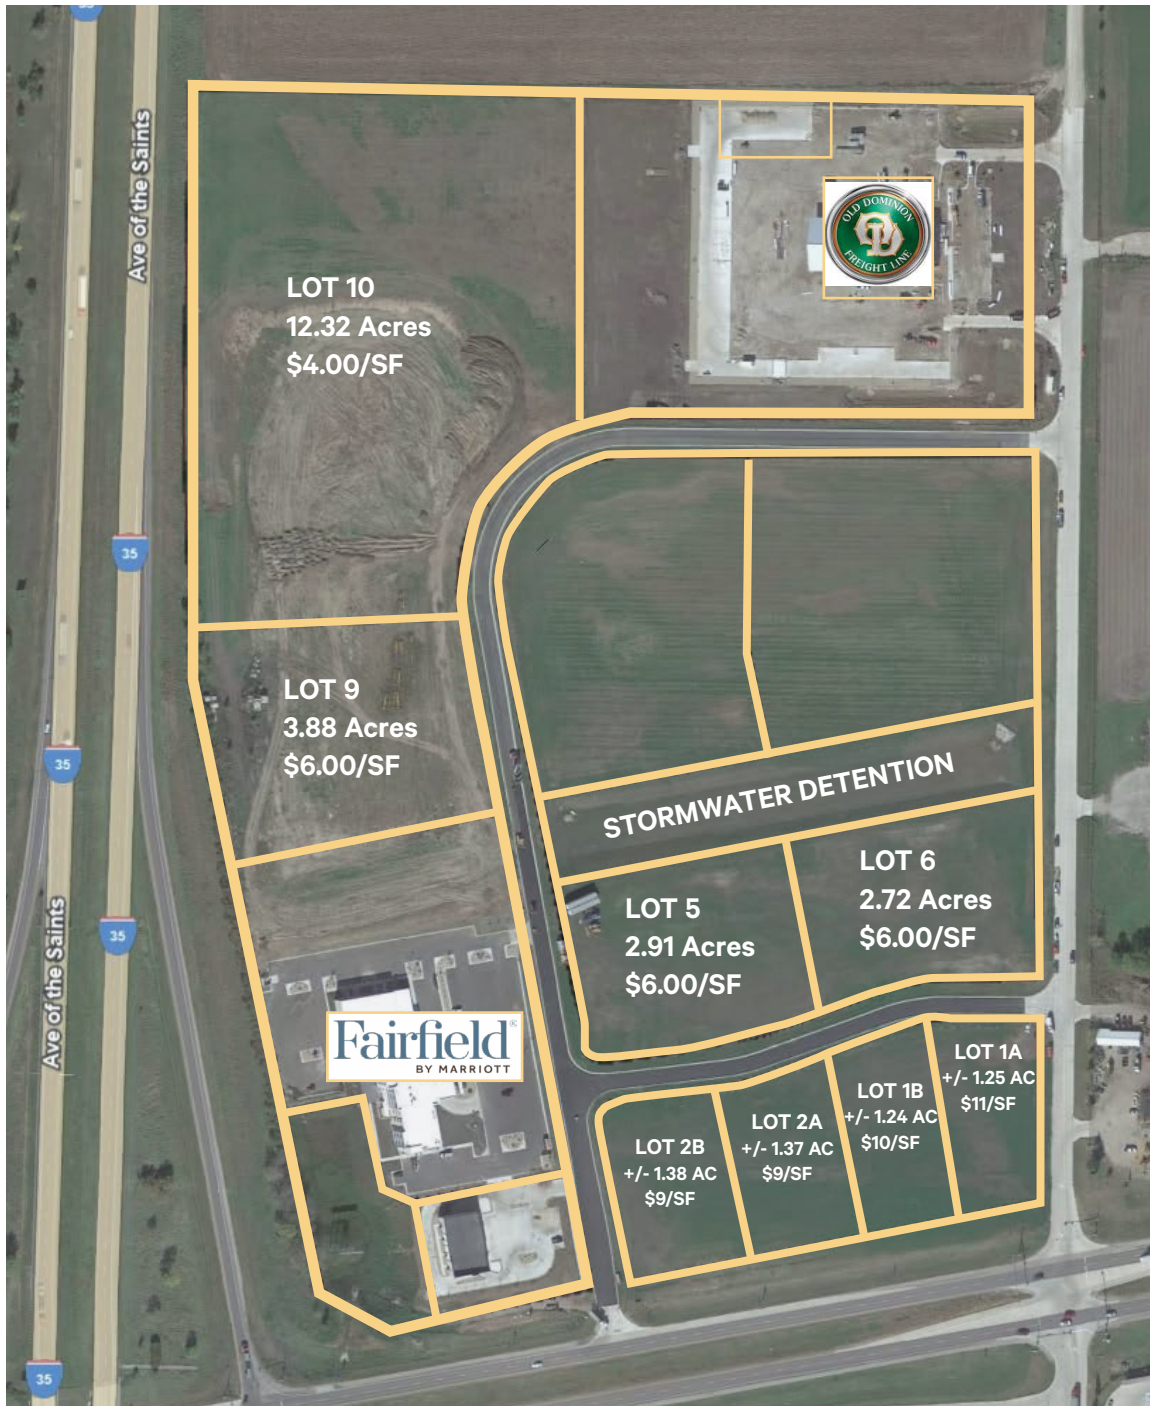 35
Ave of the Saints
OLD DOMINION
OD
FREIGHT LINE
LOT 10
12.32 Acres
$4.00/SF
35
LOT 9
3.88 Acres
$6.00/SF
35
STORMWATER DETENTION
LOT 6
2.72 Acres
$6.00/SF
LOT 5
2.91 Acres
$6.00/SF
35
Ave of the Saints
Fairfield®
BY MARRIOTT
LOT 1A
+/- 1.25 AC
$11/SF
LOT 1B
+/- 1.24 AC
$10/SF
LOT 2A
+/- 1.37 AC
$9/SF
LOT 2B
+/- 1.38 AC
$9/SF
35